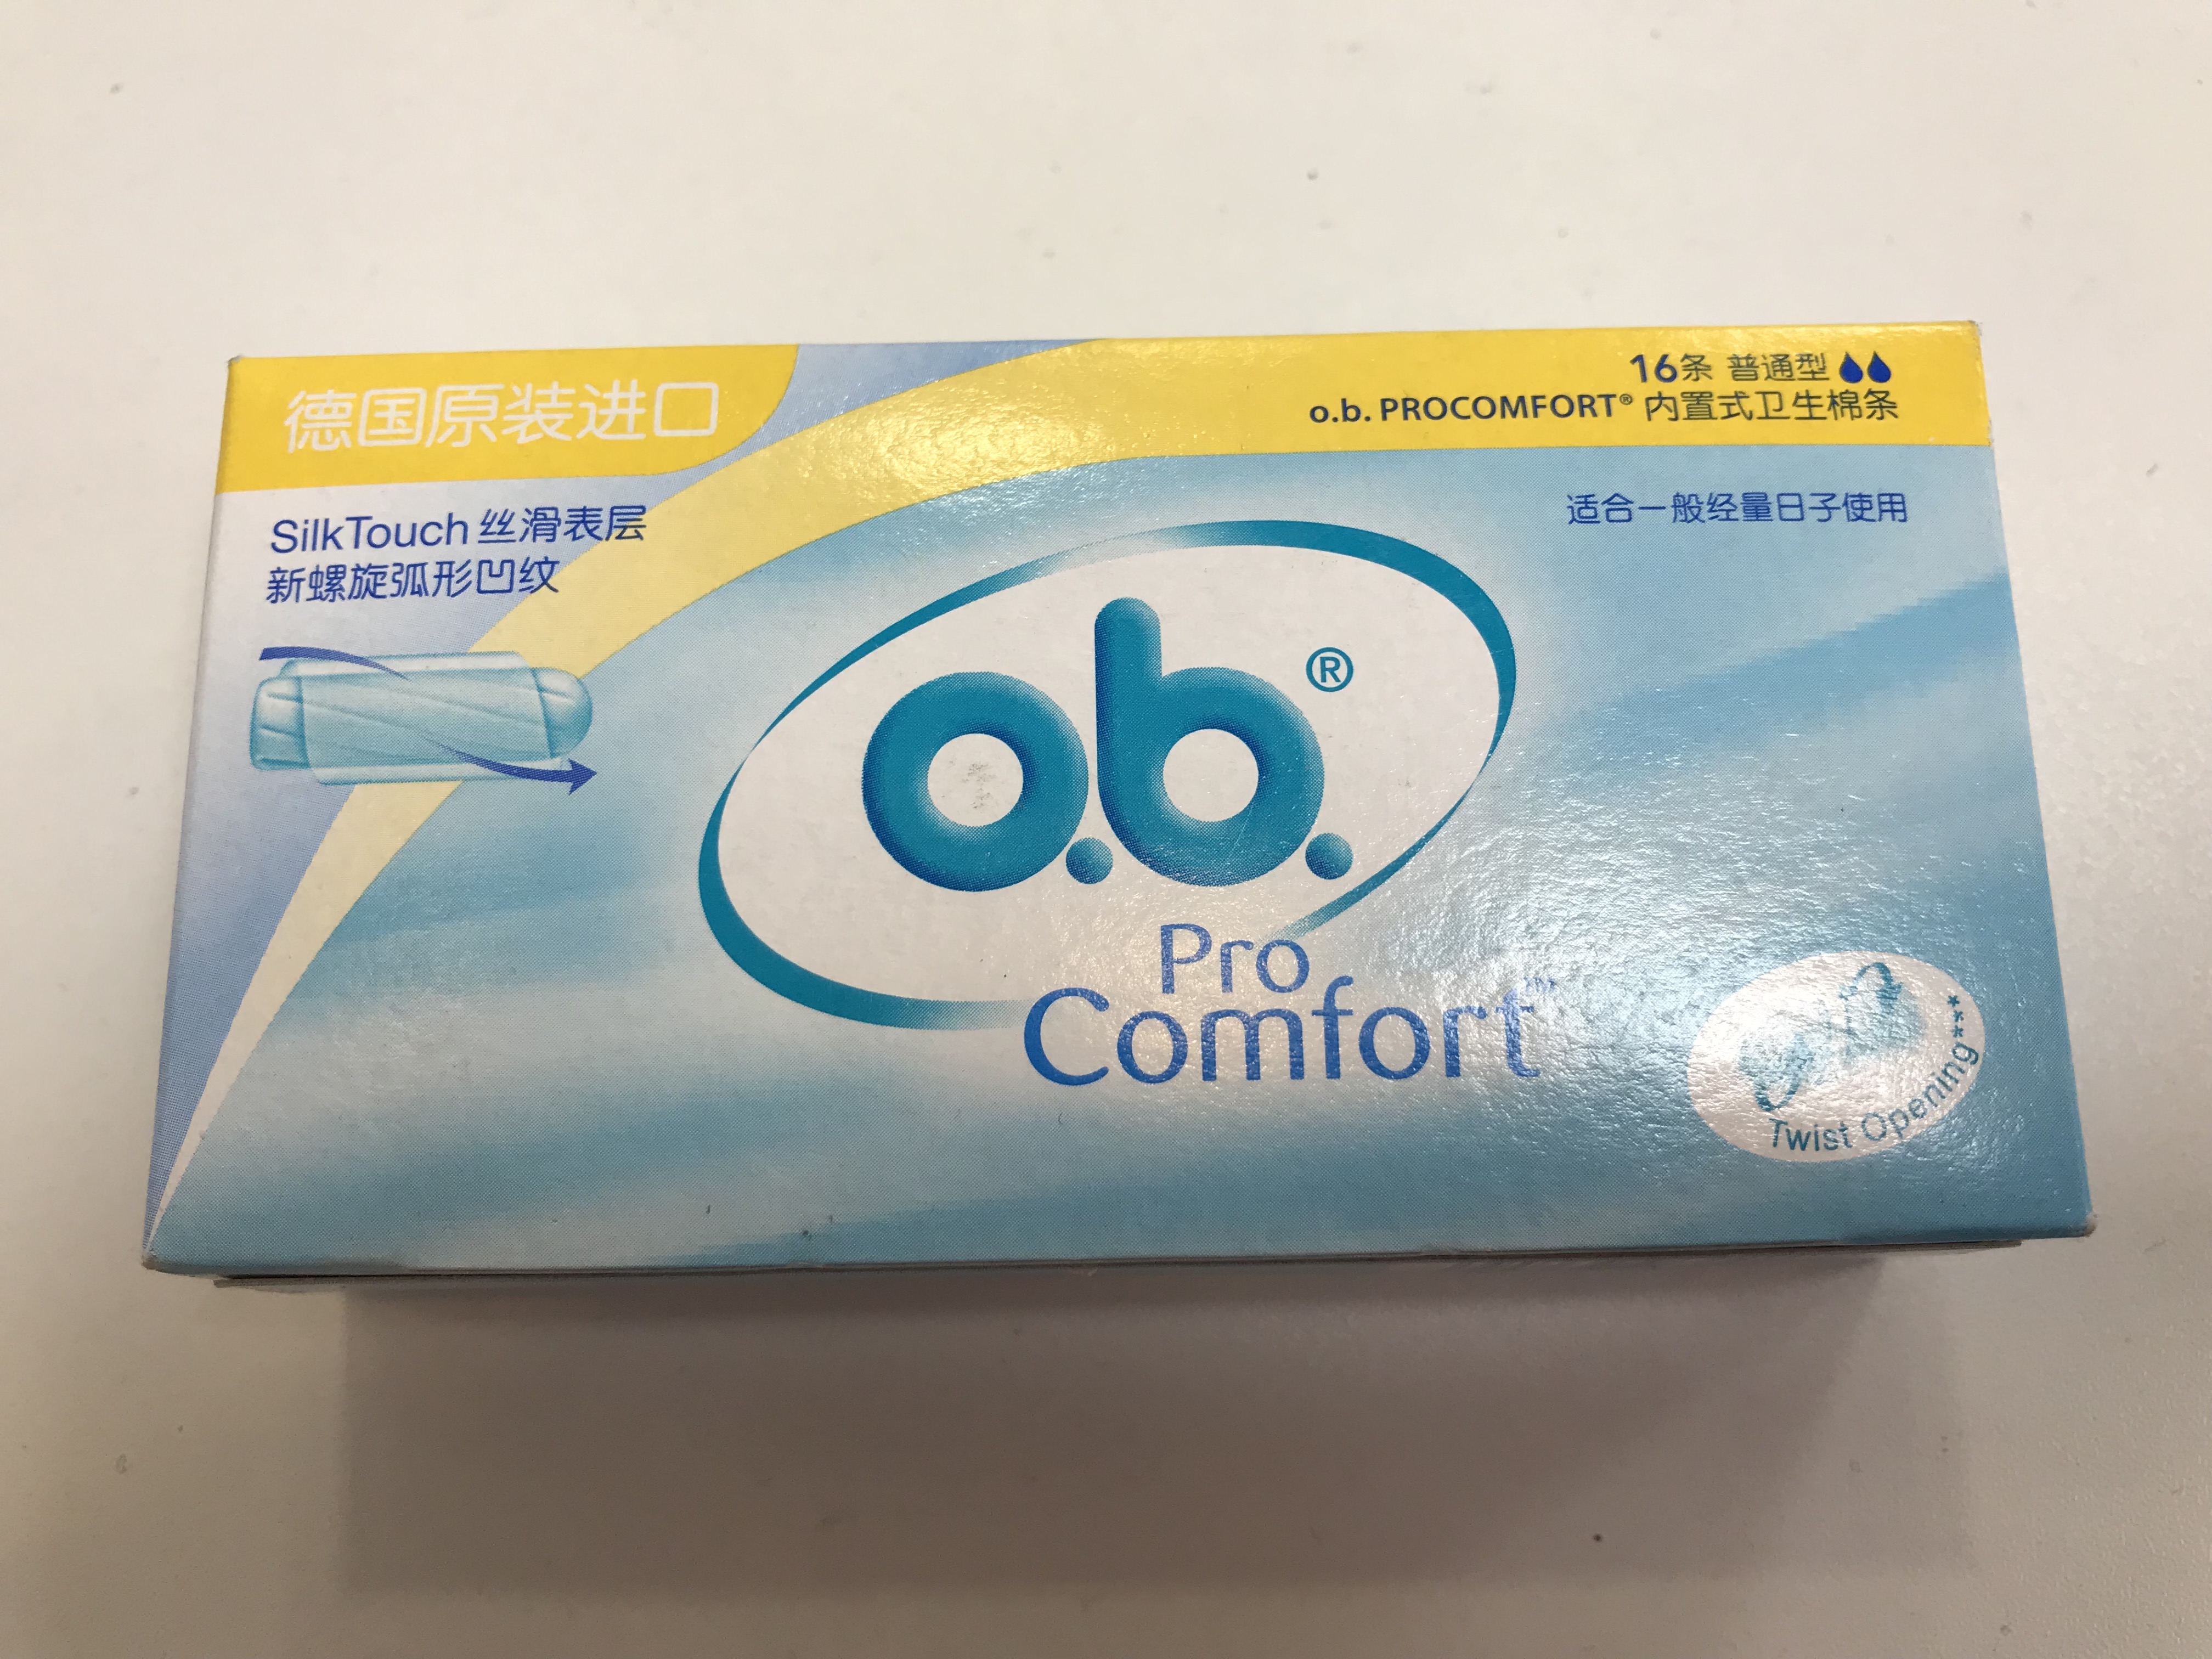 德国原装进口
16条 普通型
o.b. PROCOMFORT® 内置式卫生棉条
SilkTouch 丝滑表层
新螺旋弧形凹纹
适合一般经量日子使用
o.b.®
Pro
Comfort™
Twist Opening****